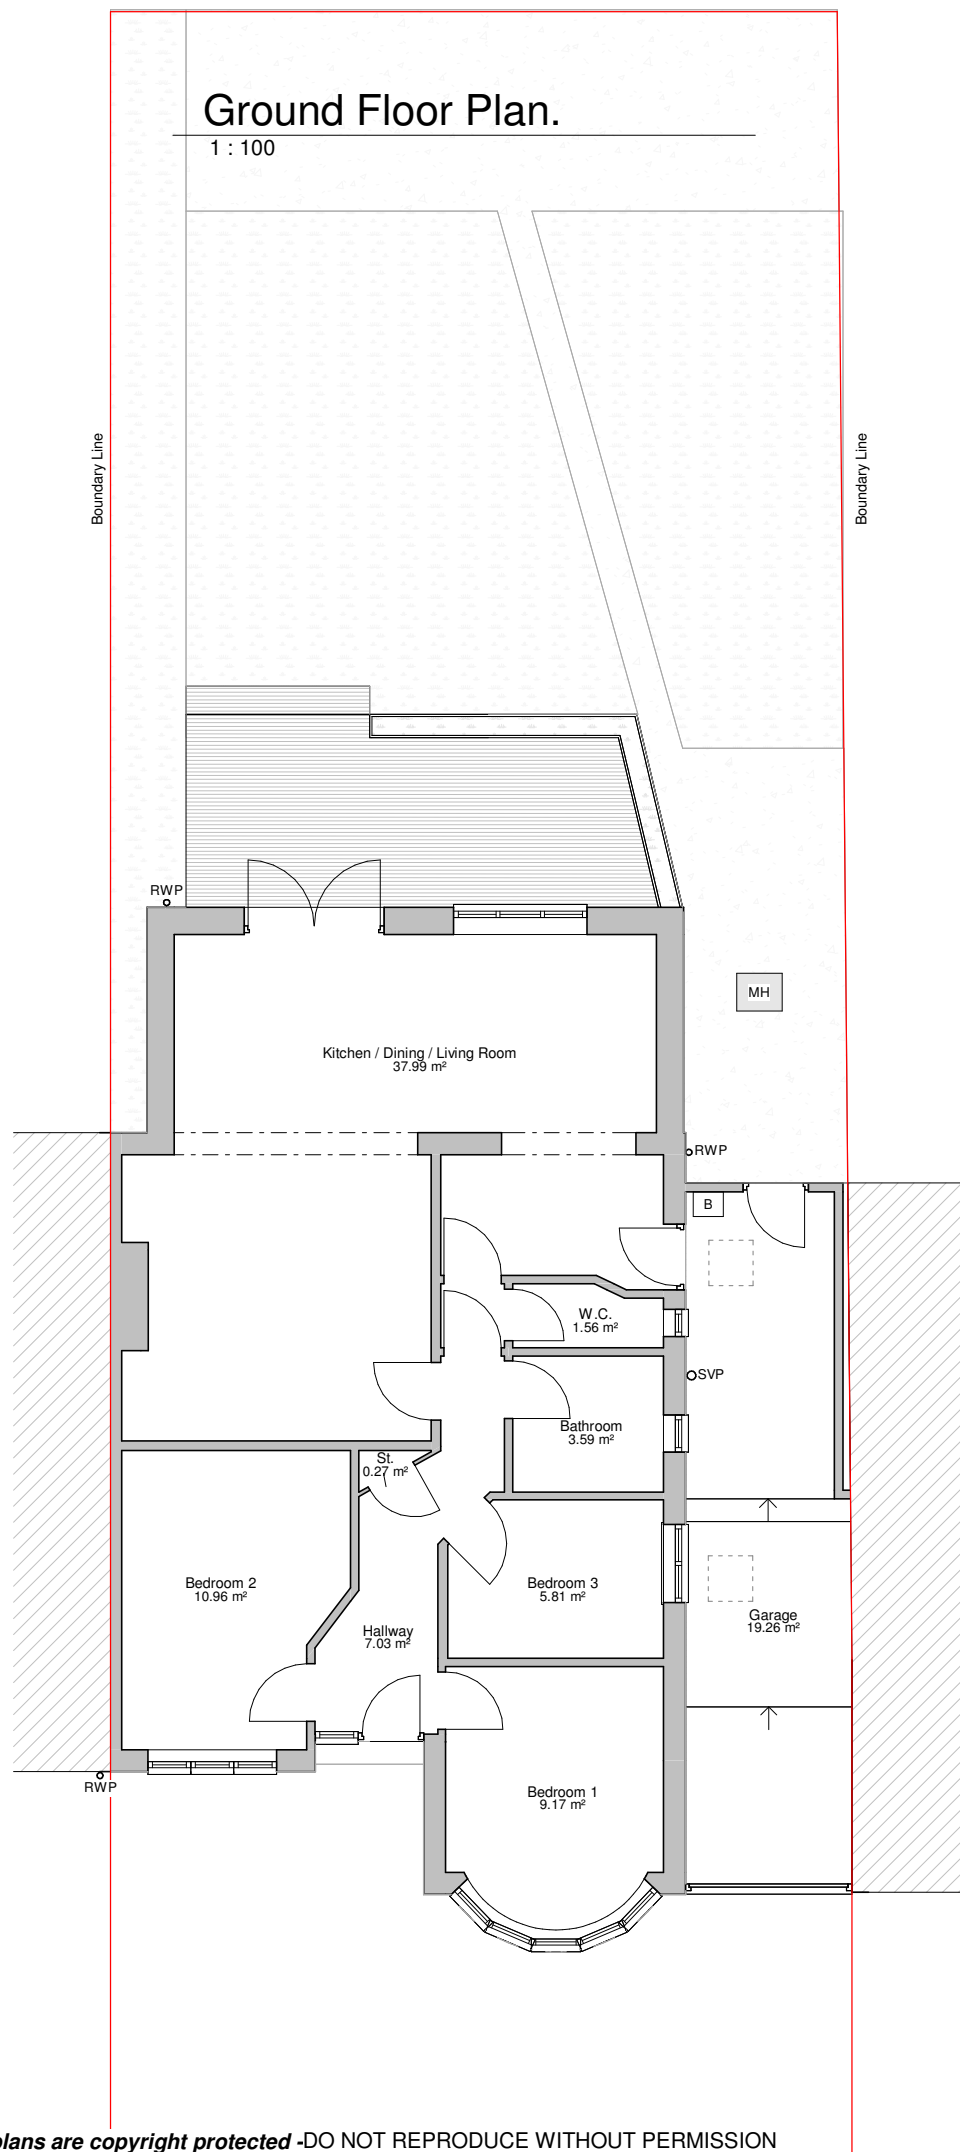 Ground Floor Plan.
1 : 100
Boundary Line
Boundary Line
RWP
MH
Kitchen / Dining / Living Room
37.99 m²
RWP
B
W.C.
1.56 m²
SVP
Bathroom
3.59 m²
St.
0.27 m²
Bedroom 2
10.96 m²
Bedroom 3
5.81 m²
Garage
19.26 m²
Hallway
7.03 m²
RWP
Bedroom 1
9.17 m²
plans are copyright protected -DO NOT REPRODUCE WITHOUT PERMISSION